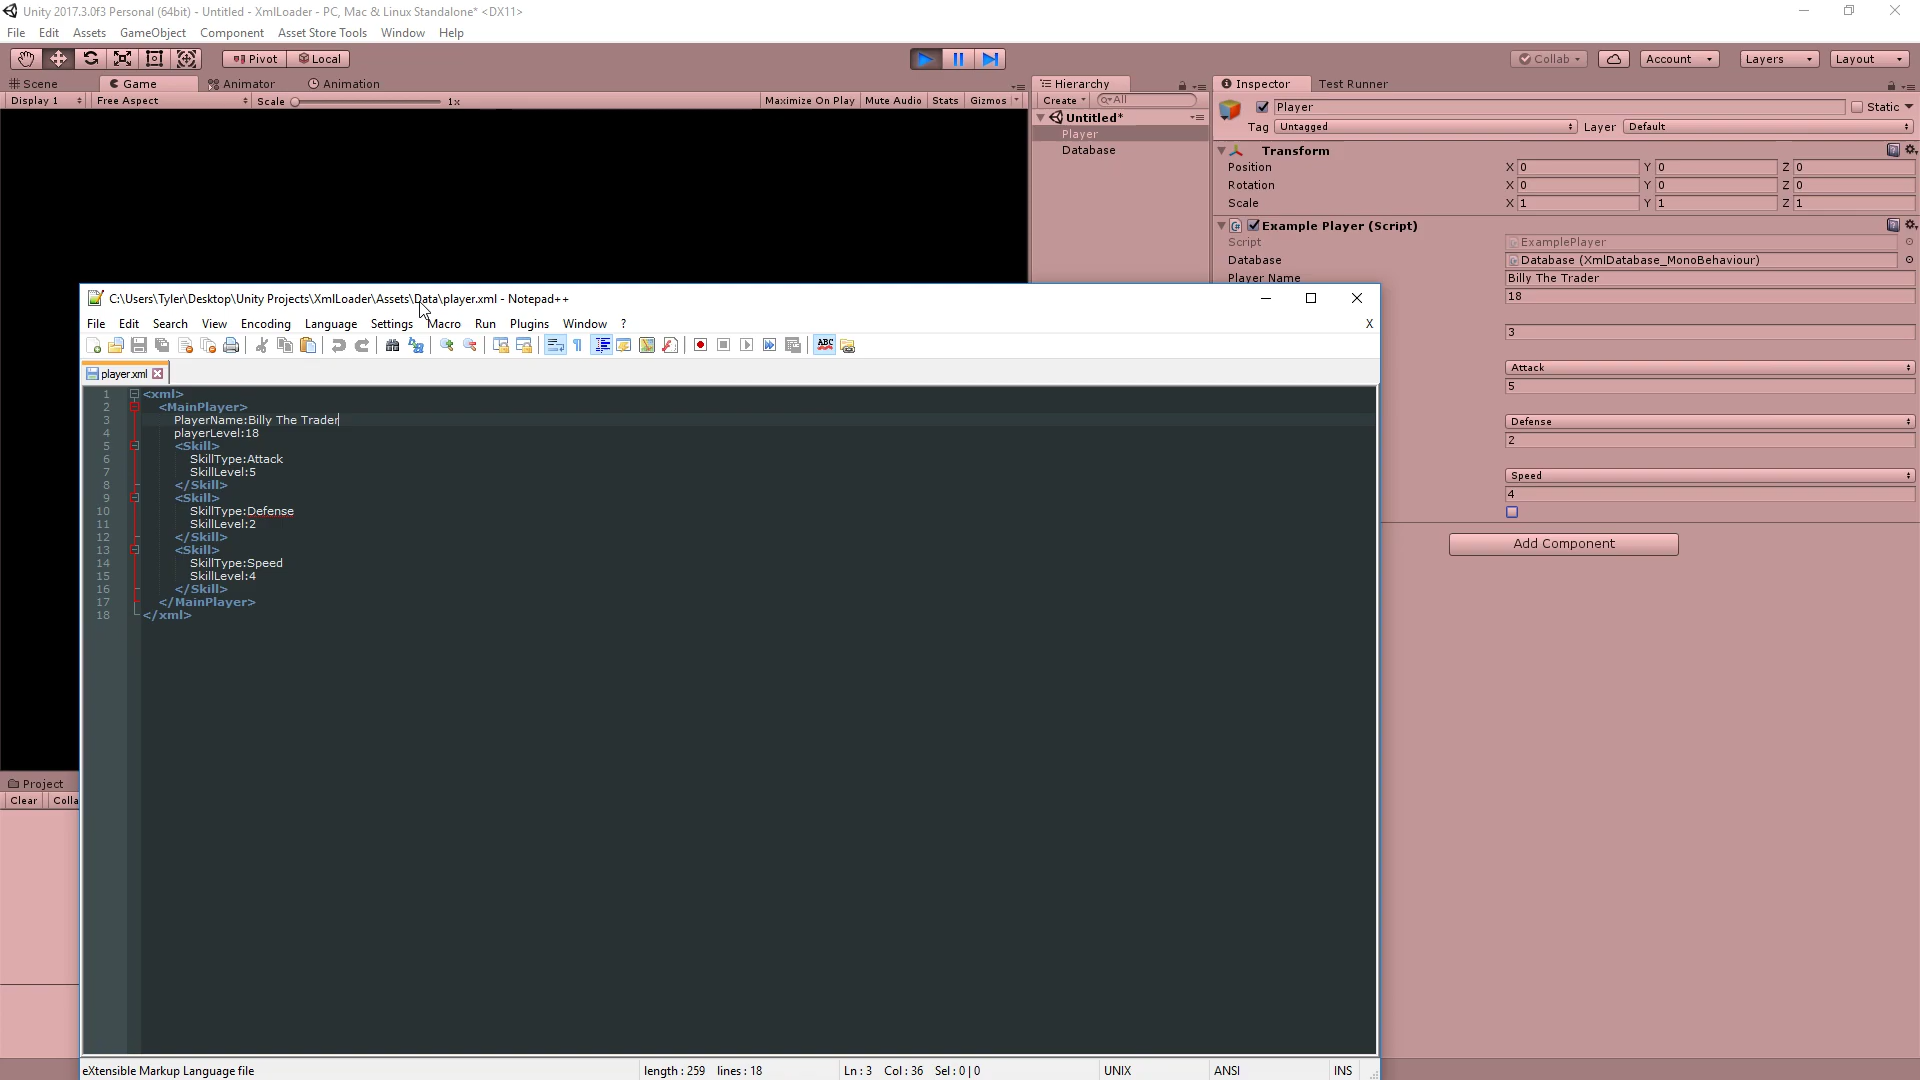 Unity 2017.3.0f3 Personal (64bit) - Untitled - XmlLoader - PC, Mac & Linux Standalone* <DX11>
File Edit Assets GameObject Component Asset Store Tools Window Help
Pivot Local Collab Account Layers Layout
Scene Game Animator Animation Hierarchy Inspector Test Runner
Display 1 Free Aspect Scale 1x Maximize On Play Mute Audio Stats Gizmos Create All
Player Static
Untitled*
Tag Untagged Layer Default
Player
Database
Transform
Position X 0 Y 0 Z 0
Rotation X 0 Y 0 Z 0
Scale X 1 Y 1 Z 1
Example Player (Script)
Script ExamplePlayer
Database Database (XmlDatabase_MonoBehaviour)
Player Name Billy The Trader
18
3
Attack
5
Defense
2
Speed
4
Add Component
C:\Users\Tyler\Desktop\Unity Projects\XmlLoader\Assets\Data\player.xml - Notepad++
File Edit Search View Encoding Language Settings Macro Run Plugins Window ? X
ABC
player.xml
1 <xml>
2 <MainPlayer>
3 PlayerName:Billy The Trader
4 playerLevel:18
5 <Skill>
6 SkillType:Attack
7 SkillLevel:5
8 </Skill>
9 <Skill>
10 SkillType:Defense
11 SkillLevel:2
12 </Skill>
13 <Skill>
14 SkillType:Speed
15 SkillLevel:4
16 </Skill>
17 </MainPlayer>
18 </xml>
Project
Clear Colla
eXtensible Markup Language file length : 259 lines : 18 Ln : 3 Col : 36 Sel : 0 | 0 UNIX ANSI INS